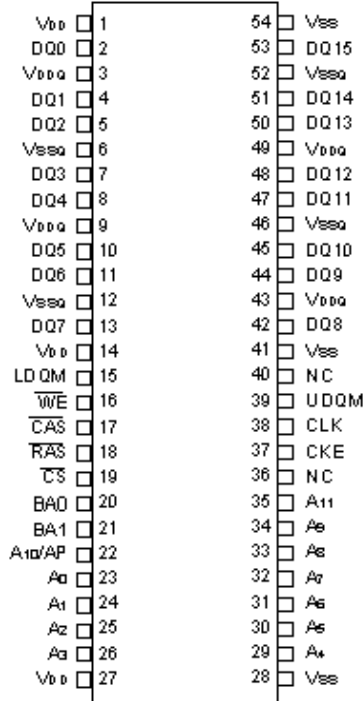 VDD 1 54 VSS
DQ0 2 53 DQ15
VDDQ 3 52 VSSQ
DQ1 4 51 DQ14
DQ2 5 50 DQ13
VSSQ 6 49 VDDQ
DQ3 7 48 DQ12
DQ4 8 47 DQ11
VDDQ 9 46 VSSQ
DQ5 10 45 DQ10
DQ6 11 44 DQ9
VSSQ 12 43 VDDQ
DQ7 13 42 DQ8
VDD 14 41 VSS
LDQM 15 40 NC
WE 16 39 UDQM
CAS 17 38 CLK
RAS 18 37 CKE
CS 19 36 NC
BA0 20 35 A11
BA1 21 34 A9
A10/AP 22 33 A8
A0 23 32 A7
A1 24 31 A6
A2 25 30 A5
A3 26 29 A4
VDD 27 28 VSS